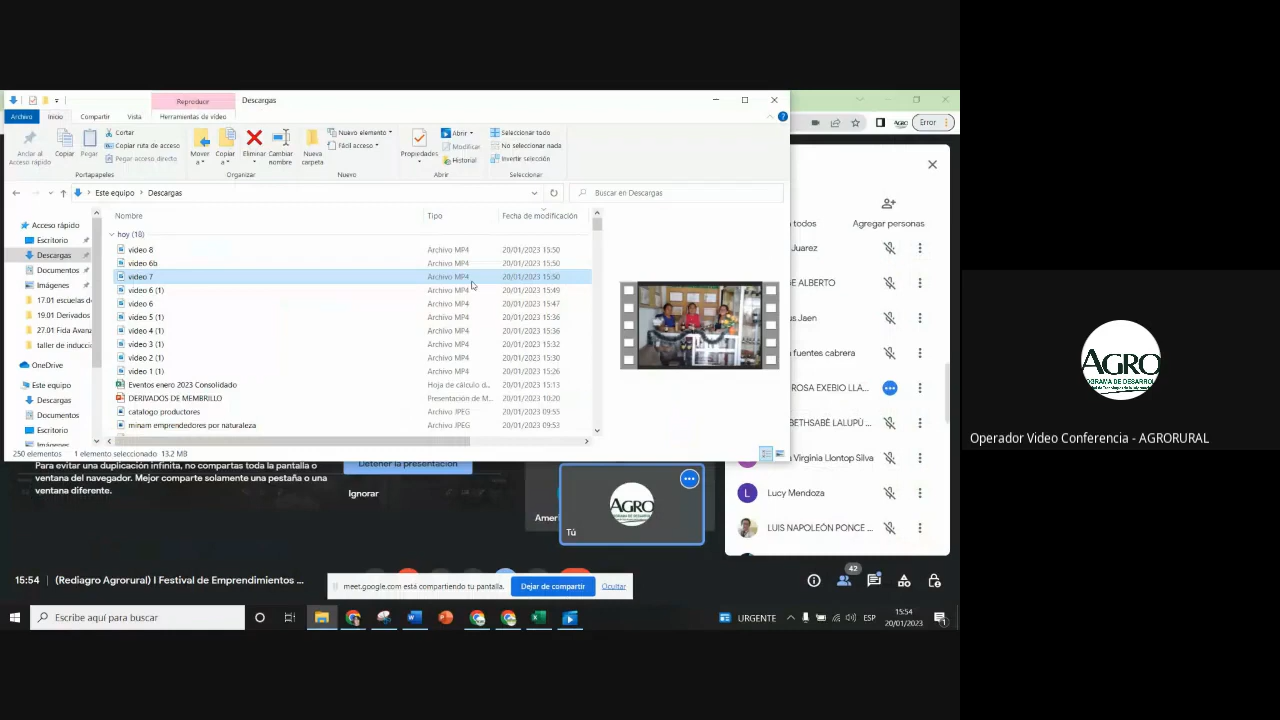 Reproducir
Descargas
Archivo Inicio Compartir Vista Herramientas de vídeo
Anclar al Acceso rápido
Copiar
Pegar
Cortar
Copiar ruta de acceso
Pegar acceso directo
Portapapeles
Mover a
Copiar a
Eliminar
Cambiar nombre
Organizar
Nueva carpeta
Nuevo elemento
Fácil acceso
Nuevo
Propiedades
Abrir
Modificar
Historial
Abrir
Seleccionar todo
No seleccionar nada
Invertir selección
Seleccionar
Error
Este equipo > Descargas
Buscar en Descargas
Acceso rápido
Escritorio
Descargas
Documentos
Imágenes
17.01 escuelas d
19.01 Derivados
27.01 Fida Avanz
taller de inducci
OneDrive
Este equipo
Descargas
Documentos
Escritorio
Imágenes
Nombre Tipo Fecha de modificación
hoy (18)
video 8 Archivo MP4 20/01/2023 15:50
video 6b Archivo MP4 20/01/2023 15:50
video 7 Archivo MP4 20/01/2023 15:50
video 6 (1) Archivo MP4 20/01/2023 15:49
video 6 Archivo MP4 20/01/2023 15:47
video 5 (1) Archivo MP4 20/01/2023 15:36
video 4 (1) Archivo MP4 20/01/2023 15:36
video 3 (1) Archivo MP4 20/01/2023 15:32
video 2 (1) Archivo MP4 20/01/2023 15:30
video 1 (1) Archivo MP4 20/01/2023 15:26
Eventos enero 2023 Consolidado Hoja de cálculo d... 20/01/2023 15:13
DERIVADOS DE MEMBRILLO Presentación de M... 20/01/2023 10:20
catalogo productores Archivo JPEG 20/01/2023 09:55
minam emprendedores por naturaleza Archivo JPEG 20/01/2023 09:53
250 elementos 1 elemento seleccionado 13.2 MB
todos
Agregar personas
Juarez
SE ALBERTO
us Jaen
fuentes cabrera
ROSA EXEBIO LLA...
BETHSABÉ LALUPÚ ...
a Virginia Llontop Silva
L Lucy Mendoza
LUIS NAPOLEÓN PONCE ...
Para evitar una duplicación infinita, no compartas toda la pantalla o
ventana del navegador. Mejor comparte solamente una pestaña o una
ventana diferente.
Detener la presentación
Ignorar
Amer
AGRO
Tú
15:54 | (Rediagro Agrorural) I Festival de Emprendimientos ...
42
meet.google.com está compartiendo tu pantalla.
Dejar de compartir
Ocultar
Escribe aquí para buscar
URGENTE
ESP
15:54
20/01/2023
AGRO
Operador Video Conferencia - AGRORURAL